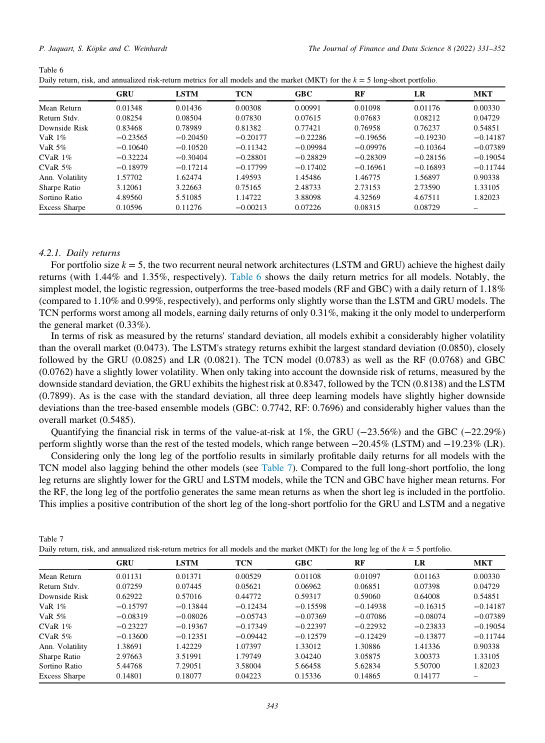 P. Jaquart, S. Köpke and C. Weinhardt
The Journal of Finance and Data Science 8 (2022) 331–352
Table 6
Daily return, risk, and annualized risk-return metrics for all models and the market (MKT) for the k = 5 long-short portfolio.
GRU LSTM TCN GBC RF LR MKT
Mean Return 0.01348 0.01436 0.00308 0.00991 0.01098 0.01176 0.00330
Return Stdv. 0.08254 0.08504 0.07830 0.07615 0.07683 0.08212 0.04729
Downside Risk 0.83468 0.78989 0.81382 0.77421 0.76958 0.76237 0.54851
VaR 1% −0.23565 −0.20450 −0.20177 −0.22286 −0.19656 −0.19230 −0.14187
VaR 5% −0.10640 −0.10520 −0.11342 −0.09984 −0.09976 −0.10364 −0.07389
CVaR 1% −0.32224 −0.30404 −0.28801 −0.28829 −0.28309 −0.28156 −0.19054
CVaR 5% −0.18979 −0.17214 −0.17799 −0.17402 −0.16961 −0.16893 −0.11744
Ann. Volatility 1.57702 1.62474 1.49593 1.45486 1.46775 1.56897 0.90338
Sharpe Ratio 3.12061 3.22663 0.75165 2.48733 2.73153 2.73590 1.33105
Sortino Ratio 4.89560 5.51085 1.14722 3.88098 4.32569 4.67511 1.82023
Excess Sharpe 0.10596 0.11276 −0.00213 0.07226 0.08315 0.08729 –
4.2.1. Daily returns
For portfolio size k = 5, the two recurrent neural network architectures (LSTM and GRU) achieve the highest daily
returns (with 1.44% and 1.35%, respectively). Table 6 shows the daily return metrics for all models. Notably, the
simplest model, the logistic regression, outperforms the tree-based models (RF and GBC) with a daily return of 1.18%
(compared to 1.10% and 0.99%, respectively), and performs only slightly worse than the LSTM and GRU models. The
TCN performs worst among all models, earning daily returns of only 0.31%, making it the only model to underperform
the general market (0.33%).
In terms of risk as measured by the returns' standard deviation, all models exhibit a considerably higher volatility
than the overall market (0.0473). The LSTM's strategy returns exhibit the largest standard deviation (0.0850), closely
followed by the GRU (0.0825) and LR (0.0821). The TCN model (0.0783) as well as the RF (0.0768) and GBC
(0.0762) have a slightly lower volatility. When only taking into account the downside risk of returns, measured by the
downside standard deviation, the GRU exhibits the highest risk at 0.8347, followed by the TCN (0.8138) and the LSTM
(0.7899). As is the case with the standard deviation, all three deep learning models have slightly higher downside
deviations than the tree-based ensemble models (GBC: 0.7742, RF: 0.7696) and considerably higher values than the
overall market (0.5485).
Quantifying the financial risk in terms of the value-at-risk at 1%, the GRU (−23.56%) and the GBC (−22.29%)
perform slightly worse than the rest of the tested models, which range between −20.45% (LSTM) and −19.23% (LR).
Considering only the long leg of the portfolio results in similarly profitable daily returns for all models with the
TCN model also lagging behind the other models (see Table 7). Compared to the full long-short portfolio, the long
leg returns are slightly lower for the GRU and LSTM models, while the TCN and GBC have higher mean returns. For
the RF, the long leg of the portfolio generates the same mean returns as when the short leg is included in the portfolio.
This implies a positive contribution of the short leg of the long-short portfolio for the GRU and LSTM and a negative
Table 7
Daily return, risk, and annualized risk-return metrics for all models and the market (MKT) for the long leg of the k = 5 portfolio.
GRU LSTM TCN GBC RF LR MKT
Mean Return 0.01131 0.01371 0.00529 0.01108 0.01097 0.01163 0.00330
Return Stdv. 0.07259 0.07445 0.05621 0.06962 0.06851 0.07398 0.04729
Downside Risk 0.62922 0.57016 0.44772 0.59317 0.59060 0.64008 0.54851
VaR 1% −0.15797 −0.13844 −0.12434 −0.15598 −0.14938 −0.16315 −0.14187
VaR 5% −0.08319 −0.08026 −0.05743 −0.07369 −0.07086 −0.08074 −0.07389
CVaR 1% −0.23227 −0.19367 −0.17349 −0.22397 −0.22932 −0.23833 −0.19054
CVaR 5% −0.13600 −0.12351 −0.09442 −0.12579 −0.12429 −0.13877 −0.11744
Ann. Volatility 1.38691 1.42229 1.07397 1.33012 1.30886 1.41336 0.90338
Sharpe Ratio 2.97663 3.51991 1.79749 3.04240 3.05875 3.00373 1.33105
Sortino Ratio 5.44768 7.29051 3.58004 5.66458 5.62834 5.50700 1.82023
Excess Sharpe 0.14801 0.18077 0.04223 0.15336 0.14865 0.14177 –
343